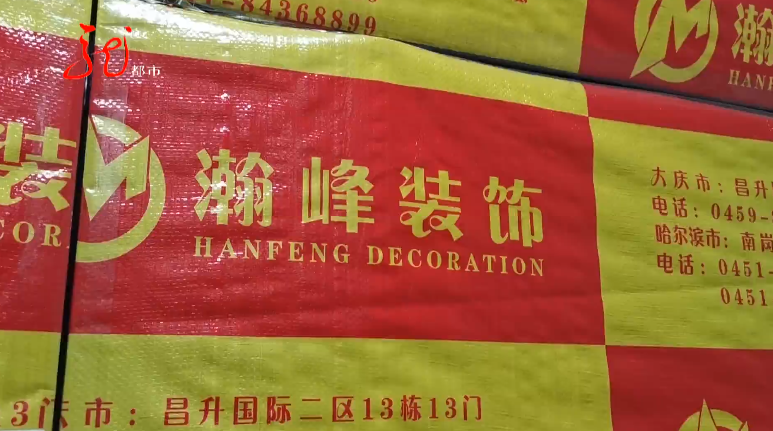 -84368899
都市
瀚
HANFENG
装
COR
瀚峰装饰
HANFENG DECORATION
大庆市：昌升
电话：0459-
哈尔滨市：南岗
电话：0451-
0451
3 庆市：昌升国际二区13栋13门